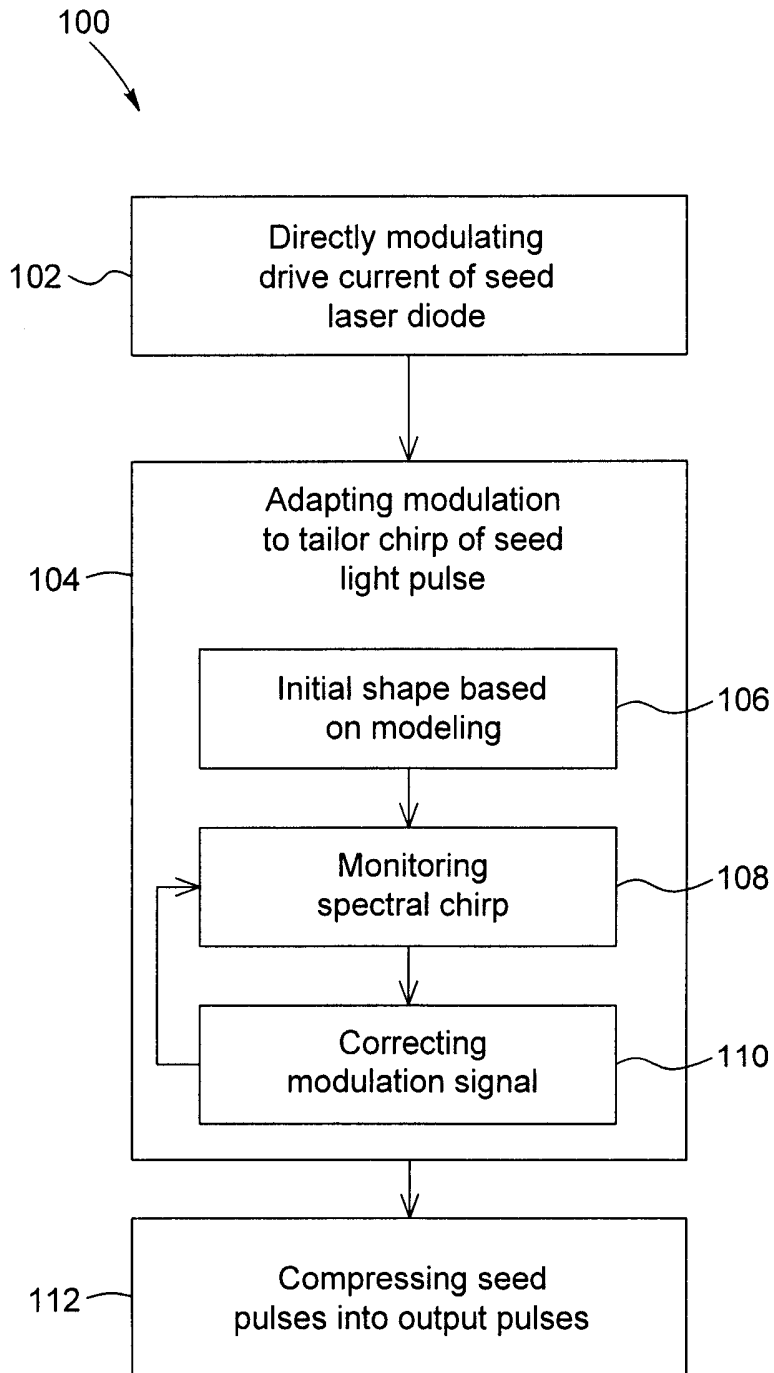 100
Directly modulating
drive current of seed
laser diode
102
Adapting modulation
to tailor chirp of seed
light pulse
104
Initial shape based
on modeling
106
Monitoring
spectral chirp
108
Correcting
modulation signal
110
Compressing seed
pulses into output pulses
112